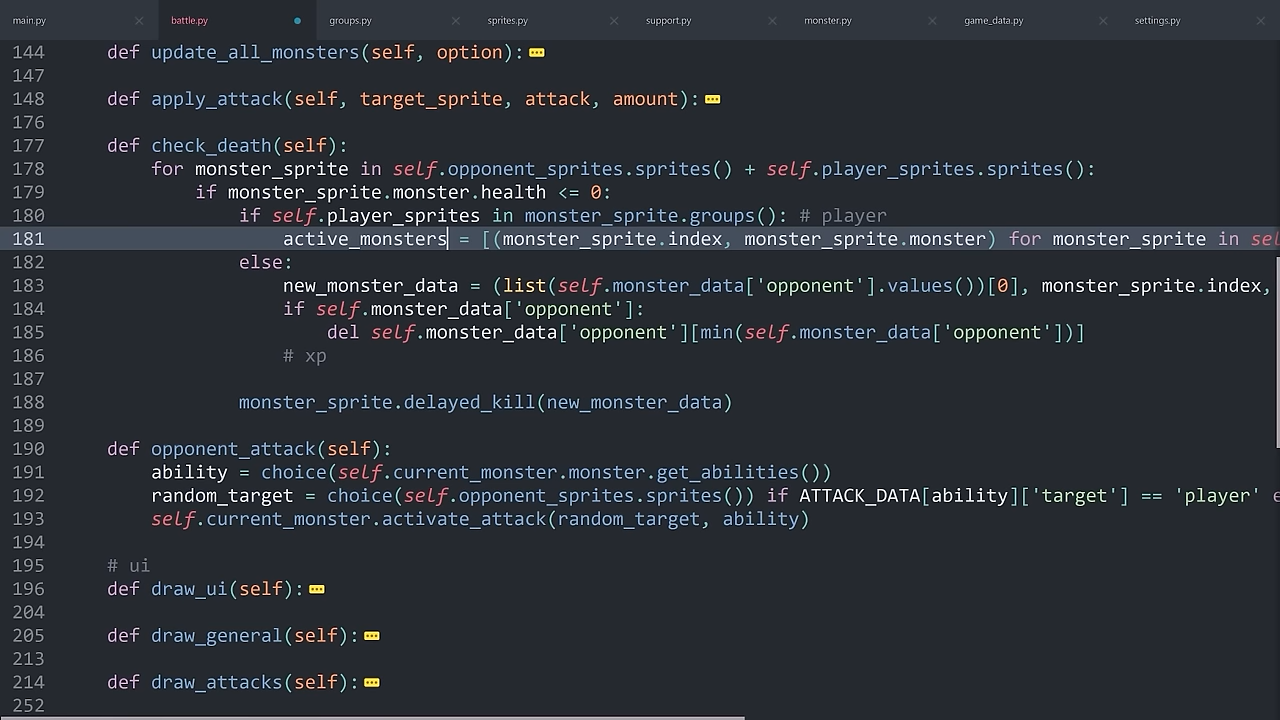 main.py battle.py groups.py sprites.py support.py monster.py game_data.py settings.py
144 def update_all_monsters(self, option):
147
148 def apply_attack(self, target_sprite, attack, amount):
176
177 def check_death(self):
178 for monster_sprite in self.opponent_sprites.sprites() + self.player_sprites.sprites():
179 if monster_sprite.monster.health <= 0:
180 if self.player_sprites in monster_sprite.groups(): # player
181 active_monsters = [(monster_sprite.index, monster_sprite.monster) for monster_sprite in sel
182 else:
183 new_monster_data = (list(self.monster_data['opponent'].values())[0], monster_sprite.index,
184 if self.monster_data['opponent']:
185 del self.monster_data['opponent'][min(self.monster_data['opponent'])]
186 # xp
187
188 monster_sprite.delayed_kill(new_monster_data)
189
190 def opponent_attack(self):
191 ability = choice(self.current_monster.monster.get_abilities())
192 random_target = choice(self.opponent_sprites.sprites()) if ATTACK_DATA[ability]['target'] == 'player' e
193 self.current_monster.activate_attack(random_target, ability)
194
195 # ui
196 def draw_ui(self):
204
205 def draw_general(self):
213
214 def draw_attacks(self):
252